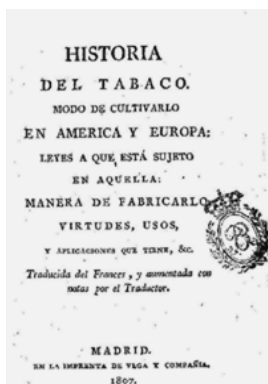 HISTORIA
DEL TABACO.
MODO DE CULTIVARLO
EN AMERICA Y EUROPA:
LEYES A QUE ESTÁ SUJETO
EN AQUELLA:
MANERA DE FABRICARLO,
VIRTUDES, USOS,
Y APLICACIONES QUE TIENE, &c.
Traducida del Frances, y aumentada con
notas por el Traductor.
MADRID.
EN LA IMPRENTA DE VEGA Y COMPAÑÍA.
1807.